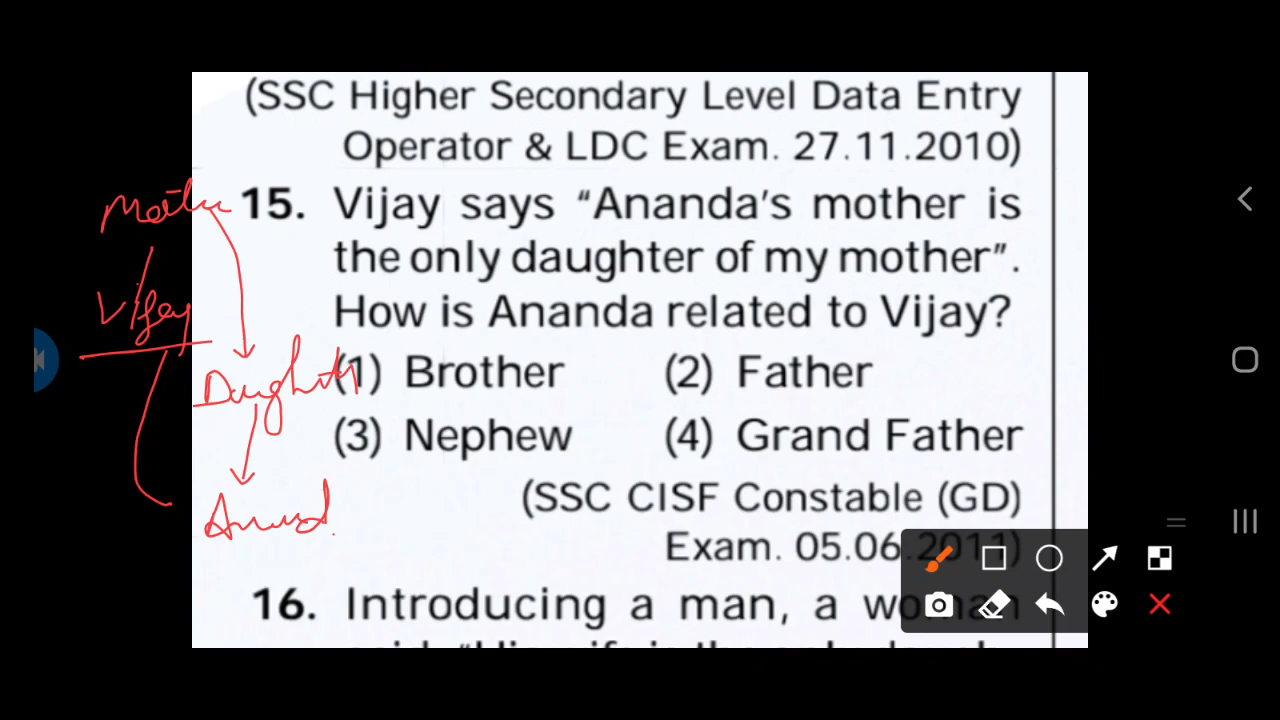 (SSC Higher Secondary Level Data Entry
Operator & LDC Exam. 27.11.2010)
15. Vijay says “Ananda’s mother is
the only daughter of my mother”.
How is Ananda related to Vijay?
(1) Brother (2) Father
(3) Nephew (4) Grand Father
(SSC CISF Constable (GD)
Exam. 05.06.2011)
16. Introducing a man, a woman
Mother
Vijay
Daughter
Anand